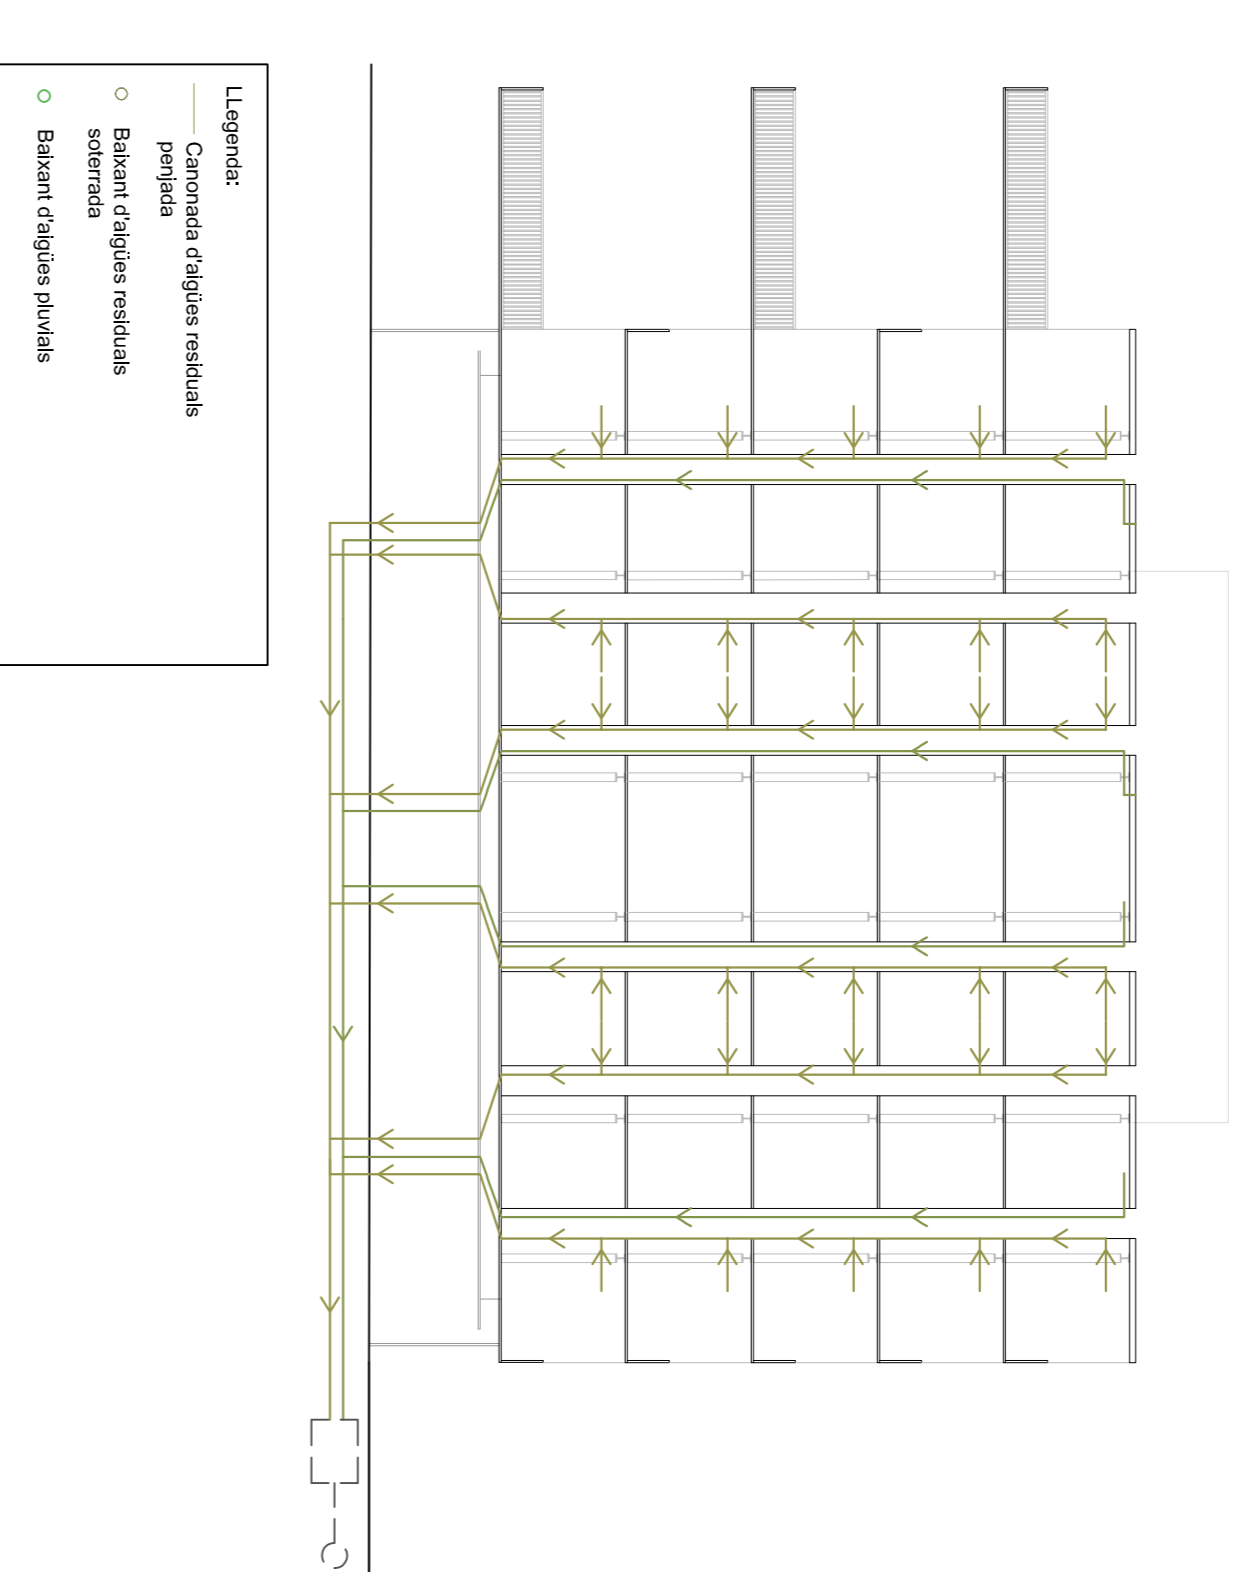 LLegenda:
Canonada d'aigües residuals
penjada
Baixant d'aigües residuals
soterrada
Baixant d'aigües pluvials